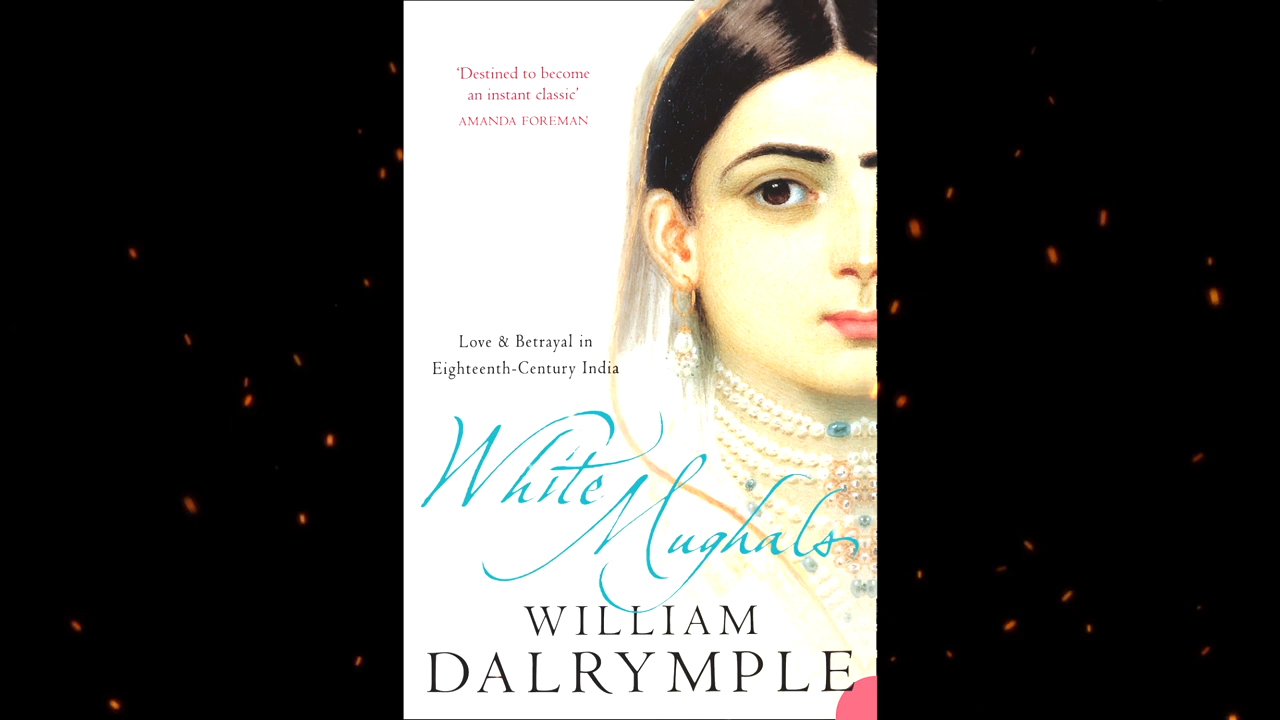 ‘Destined to become
an instant classic’
AMANDA FOREMAN
Love & Betrayal in
Eighteenth-Century India
White
Mughals
WILLIAM
DALRYMPLE